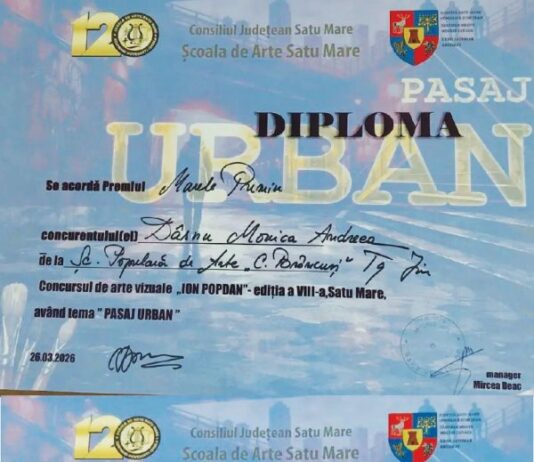 120
Consiliul Județean Satu Mare
Școala de Arte Satu Mare
PASAJ
URBAN
DIPLOMA
Se acordă Premiul Marele Premiu
concurentului(ei) Dârnu Monica Andreea
de la Șc. Populară de Arte „C. Brâncuși” Tg Jiu
Concursul de arte vizuale „ION POPDAN”- ediția a VIII-a,Satu Mare,
având tema " PASAJ URBAN "
26.03.2026
manager
Mircea Deac
120
Consiliul Județean Satu Mare
Școala de Arte Satu Mare